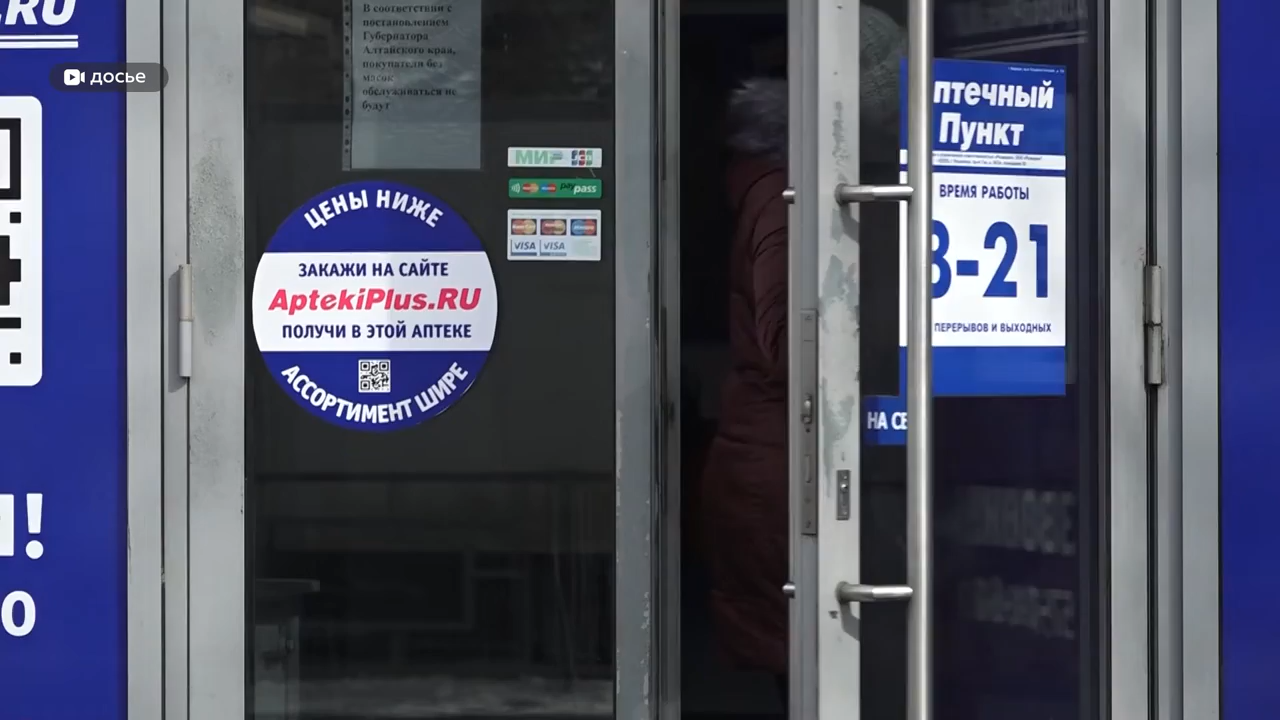 .RU
досье
В соответствии с
постановлением
Губернатора
Алтайского края,
покупатели без
масок
обслуживаться не
будут
МИР JCB
paypass
VISA VISA
ЦЕНЫ НИЖЕ
ЗАКАЖИ НА САЙТЕ
AptekiPlus.RU
ПОЛУЧИ В ЭТОЙ АПТЕКЕ
АССОРТИМЕНТ ШИРЕ
птечный
Пункт
ВРЕМЯ РАБОТЫ
8-21
ПЕРЕРЫВОВ И ВЫХОДНЫХ
НА СЕ
!
0